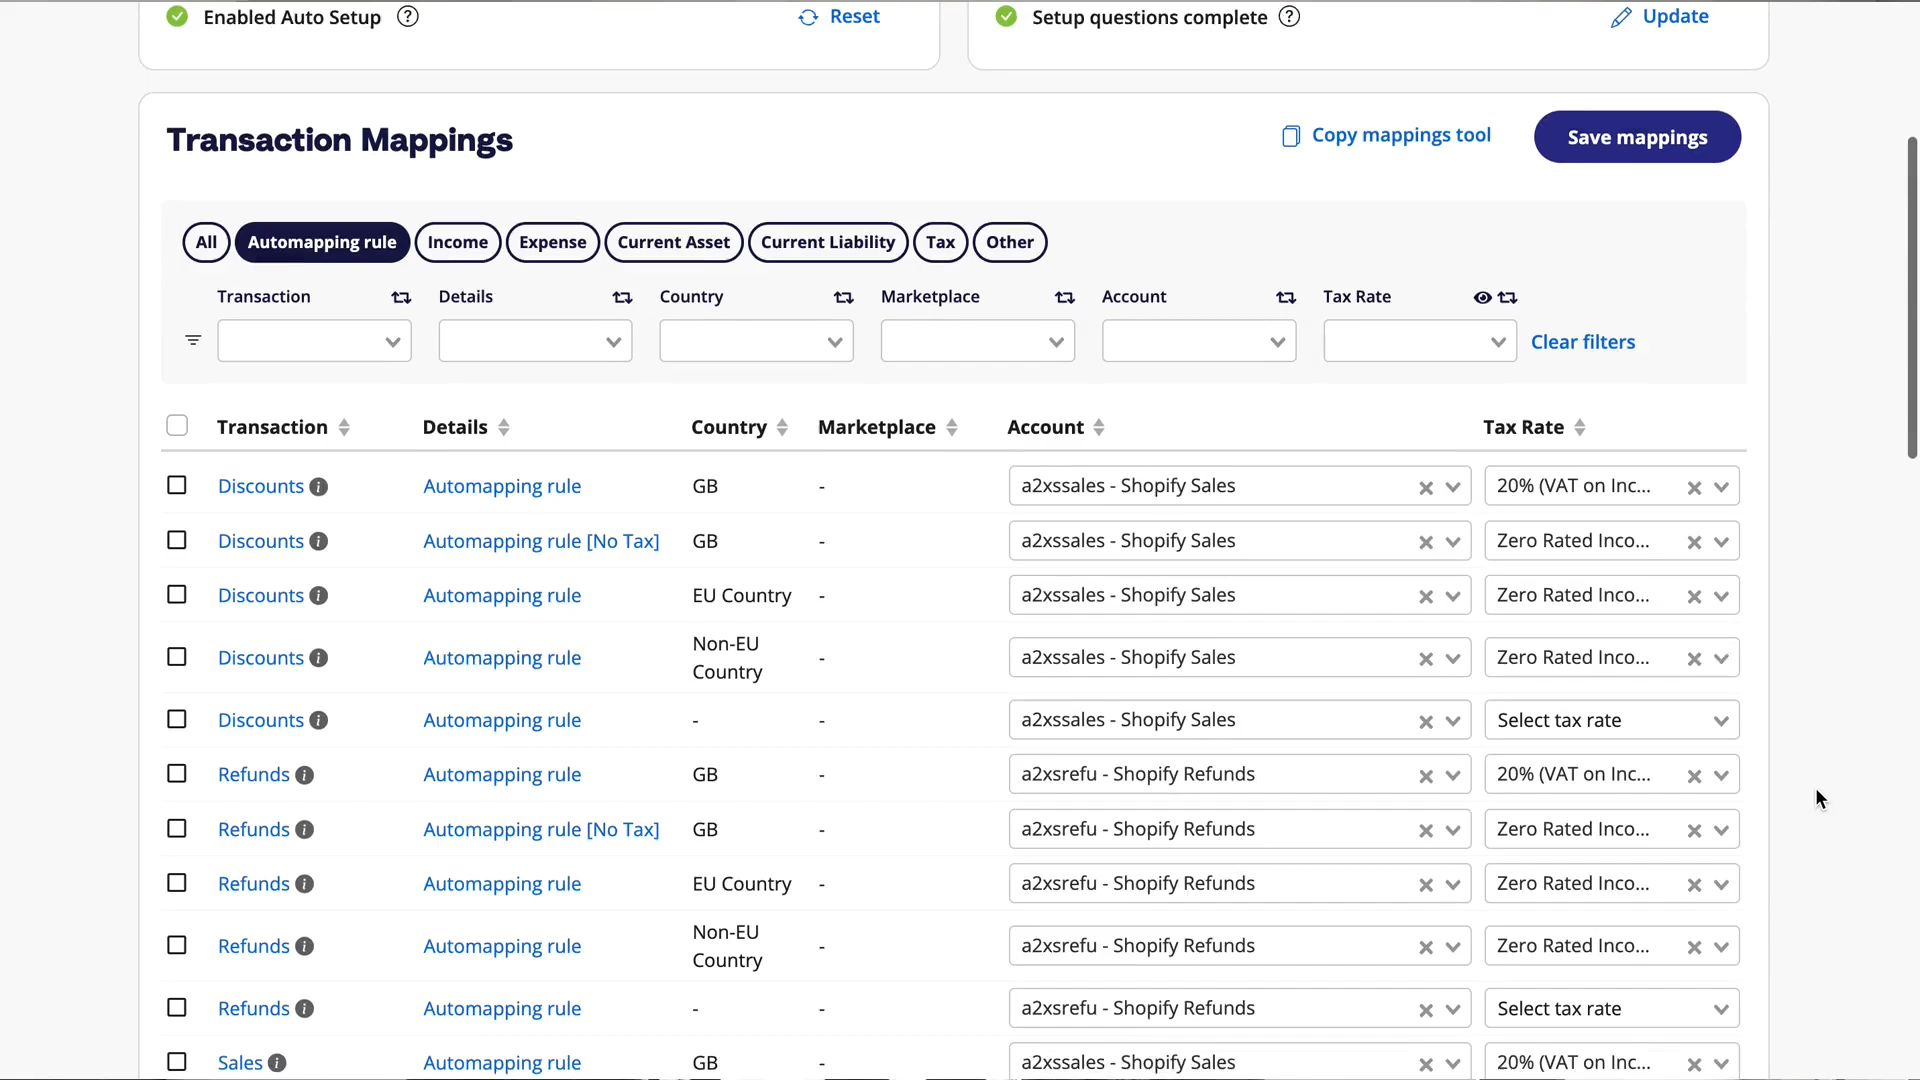 Enabled Auto Setup ? Reset
Setup questions complete ? Update
Transaction Mappings
Copy mappings tool
Save mappings
All Automapping rule Income Expense Current Asset Current Liability Tax Other
Transaction Details Country Marketplace Account Tax Rate
Clear filters
Transaction Details Country Marketplace Account Tax Rate
Discounts i Automapping rule GB - a2xssales - Shopify Sales 20% (VAT on Inc...
Discounts i Automapping rule [No Tax] GB - a2xssales - Shopify Sales Zero Rated Inco...
Discounts i Automapping rule EU Country - a2xssales - Shopify Sales Zero Rated Inco...
Discounts i Automapping rule Non-EU Country - a2xssales - Shopify Sales Zero Rated Inco...
Discounts i Automapping rule - - a2xssales - Shopify Sales Select tax rate
Refunds i Automapping rule GB - a2xsrefu - Shopify Refunds 20% (VAT on Inc...
Refunds i Automapping rule [No Tax] GB - a2xsrefu - Shopify Refunds Zero Rated Inco...
Refunds i Automapping rule EU Country - a2xsrefu - Shopify Refunds Zero Rated Inco...
Refunds i Automapping rule Non-EU Country - a2xsrefu - Shopify Refunds Zero Rated Inco...
Refunds i Automapping rule - - a2xsrefu - Shopify Refunds Select tax rate
Sales i Automapping rule GB - a2xssales - Shopify Sales 20% (VAT on Inc...